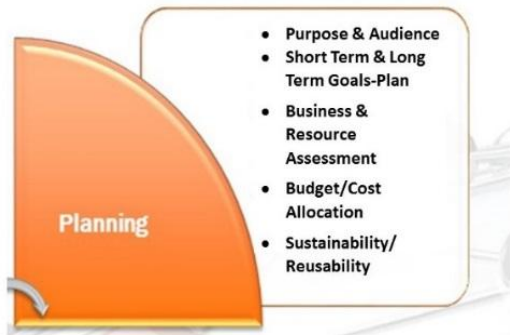 • Purpose & Audience
• Short Term & Long
Term Goals-Plan
• Business &
Resource
Assessment
• Budget/Cost
Allocation
• Sustainability/
Reusability
Planning